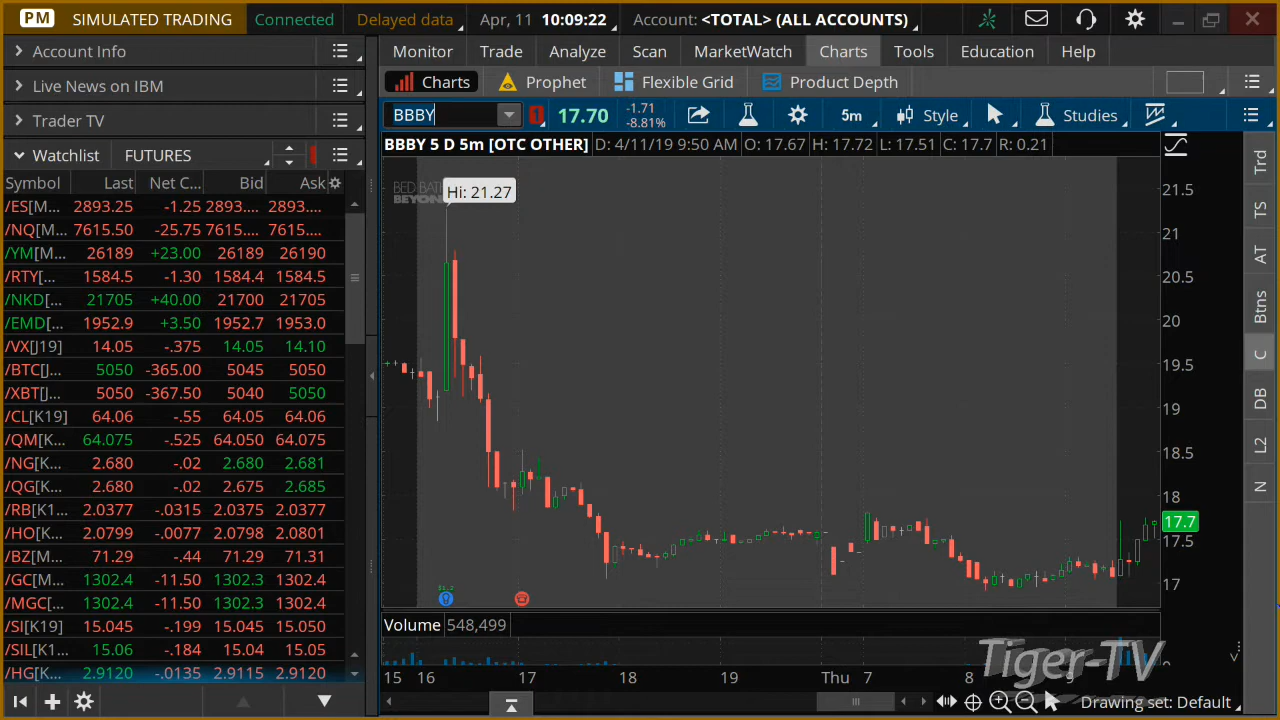 PM SIMULATED TRADING Connected Delayed data Apr, 11 10:09:22 Account: <TOTAL> (ALL ACCOUNTS)
Account Info
Live News on IBM
Trader TV
Watchlist FUTURES
Symbol Last Net C... Bid Ask
/ES[M... 2893.25 -1.25 2893.... 2893....
/NQ[M... 7615.50 -25.75 7615.... 7615....
/YM[M... 26189 +23.00 26189 26190
/RTY[... 1584.5 -1.30 1584.4 1584.5
/NKD[... 21705 +40.00 21700 21705
/EMD[... 1952.9 +3.50 1952.7 1953.0
/VX[J19] 14.05 -.375 14.05 14.10
/BTC[J... 5050 -365.00 5045 5050
/XBT[J... 5050 -367.50 5040 5050
/CL[K19] 64.06 -.55 64.05 64.06
/QM[K... 64.075 -.525 64.050 64.075
/NG[K... 2.680 -.02 2.680 2.681
/QG[K... 2.680 -.02 2.675 2.685
/RB[K1... 2.0377 -.0315 2.0375 2.0377
/HO[K... 2.0799 -.0077 2.0798 2.0801
/BZ[M... 71.29 -.44 71.29 71.31
/GC[M... 1302.4 -11.50 1302.3 1302.4
/MGC[... 1302.4 -11.50 1302.3 1302.4
/SI[K19] 15.045 -.199 15.045 15.050
/SIL[K1... 15.06 -.184 15.04 15.05
/HG[K... 2.9120 -.0135 2.9115 2.9120
Monitor Trade Analyze Scan MarketWatch Charts Tools Education Help
Charts Prophet Flexible Grid Product Depth
BBBY 1 17.70 -1.71 -8.81% 5m Style Studies
BBBY 5 D 5m [OTC OTHER] D: 4/11/19 9:50 AM O: 17.67 H: 17.72 L: 17.51 C: 17.7 R: 0.21
BED BAT
BEYON
Hi: 21.27
21.5
21
20.5
20
19.5
19
18.5
18
17.7
17.5
17
Volume 548,499
15 16 17 18 19 Thu 7 8 9 10
Tiger-TV
Drawing set: Default
Trd
TS
AT
Btns
C
DB
L2
N